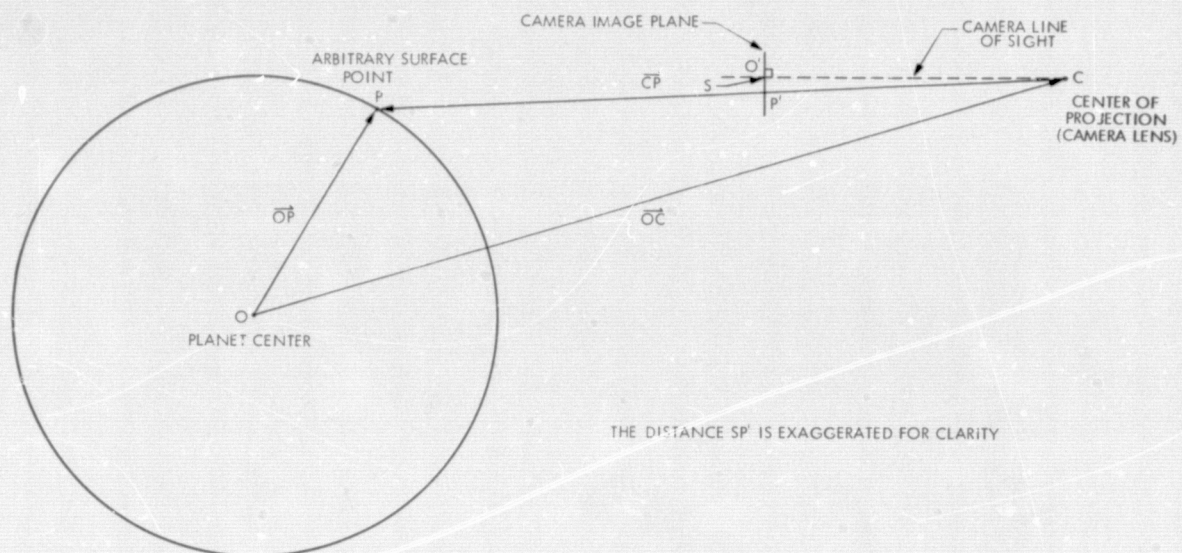 CAMERA IMAGE PLANE
CAMERA LINE
OF SIGHT
ARBITRARY SURFACE
POINT
P
CP
O'
S
P'
C
CENTER OF
PROJECTION
(CAMERA LENS)
OP
OC
O
PLANET CENTER
THE DISTANCE SP' IS EXAGGERATED FOR CLARITY